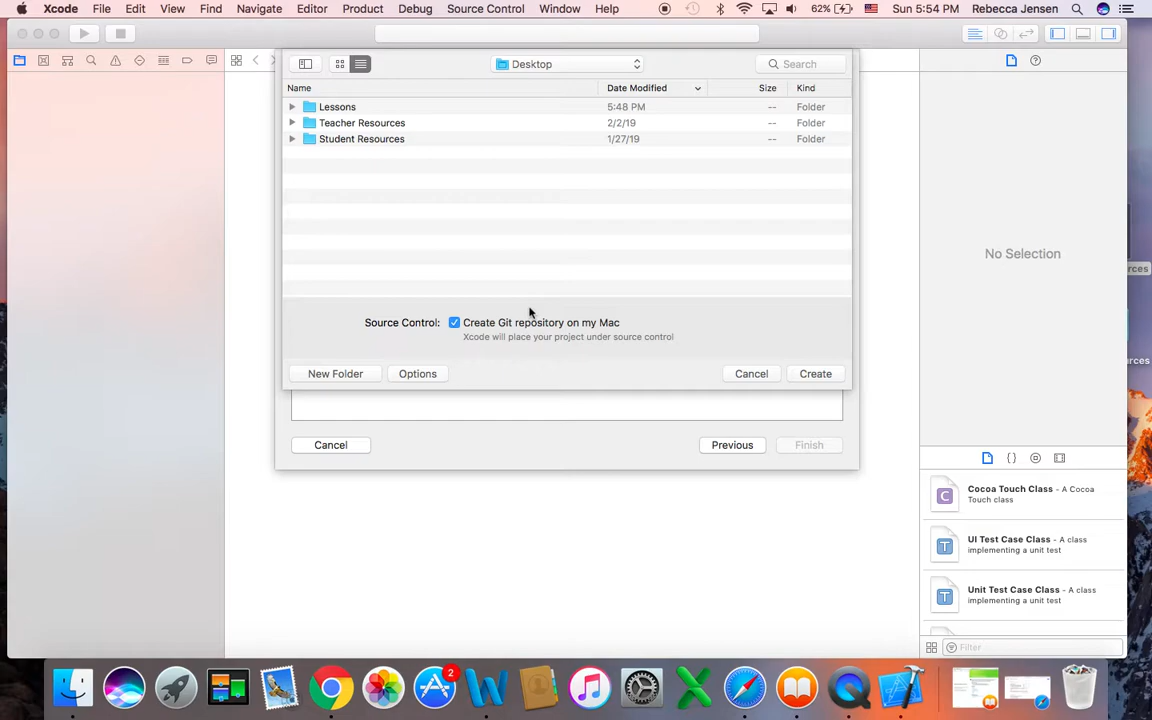 Xcode File Edit View Find Navigate Editor Product Debug Source Control Window Help 62% Sun 5:54 PM Rebecca Jensen
Desktop
Search
Name Date Modified Size Kind
Lessons 5:48 PM -- Folder
Teacher Resources 2/2/19 -- Folder
Student Resources 1/27/19 -- Folder
No Selection
rces
Source Control: Create Git repository on my Mac
Xcode will place your project under source control
ources
New Folder Options Cancel Create
Cancel Previous Finish
C
Cocoa Touch Class - A Cocoa
Touch class
T
UI Test Case Class - A class
implementing a unit test
T
Unit Test Case Class - A class
implementing a unit test
Filter
2